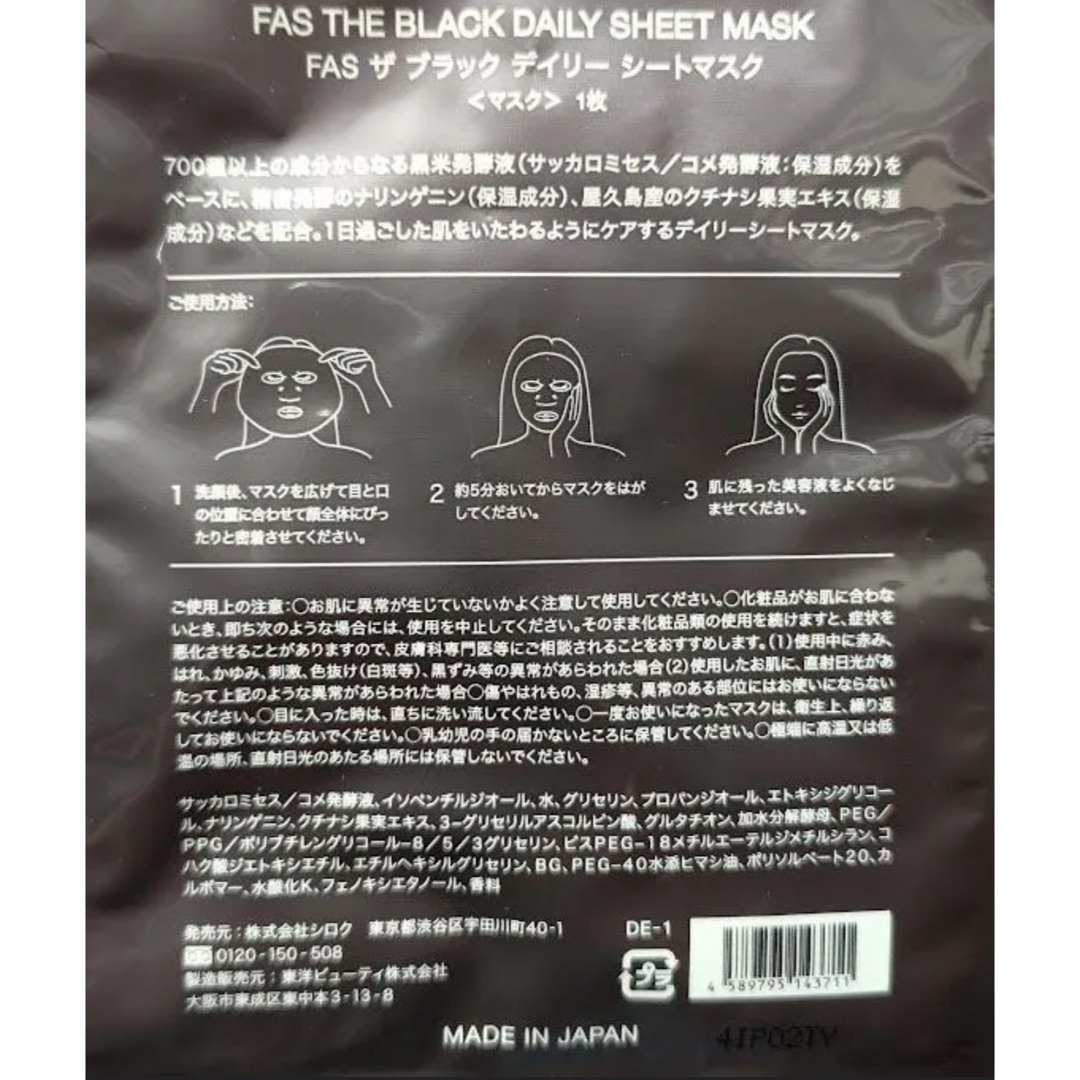 FAS THE BLACK DAILY SHEET MASK
FAS ザ ブラック デイリー シートマスク
＜マスク＞ 1枚
700種以上の成分からなる黒米発酵液（サッカロミセス／コメ発酵液：保湿成分）を
ベースに、精密発酵のナリンゲニン（保湿成分）、屋久島産のクチナシ果実エキス（保湿
成分）などを配合。1日過ごした肌をいたわるようにケアするデイリーシートマスク。
ご使用方法：
1 洗顔後、マスクを広げて目と口
の位置に合わせて顔全体にぴっ
たりと密着させてください。
2 約5分おいてからマスクをはが
してください。
3 肌に残った美容液をよくなじ
ませてください。
ご使用上の注意：○お肌に異常が生じていないかよく注意して使用してください。○化粧品がお肌に合わな
いとき、即ち次のような場合には、使用を中止してください。そのまま化粧品類の使用を続けますと、症状を
悪化させることがありますので、皮膚科専門医等にご相談されることをおすすめします。（1）使用中に赤み、
はれ、かゆみ、刺激、色抜け（白斑等）、黒ずみ等の異常があらわれた場合（2）使用したお肌に、直射日光があ
たって上記のような異常があらわれた場合○傷やはれもの、湿疹等、異常のある部位にはお使いにならない
でください。○目に入った時は、直ちに洗い流してください。○一度お使いになったマスクは、衛生上、繰り返
してお使いにならないでください。○乳幼児の手の届かないところに保管してください。○極端に高温又は低
温の場所、直射日光のあたる場所には保管しないでください。
サッカロミセス／コメ発酵液、イソペンチルジオール、水、グリセリン、プロパンジオール、エトキシジグリコー
ル、ナリンゲニン、クチナシ果実エキス、3-グリセリルアスコルビン酸、グルタチオン、加水分解酵母、PEG／
PPG／ポリブチレングリコール-8／5／3グリセリン、ビスPEG-18メチルエーテルジメチルシラン、コ
ハク酸ジエトキシエチル、エチルヘキシルグリセリン、BG、PEG-40水添ヒマシ油、ポリソルベート20、カ
ルボマー、水酸化K、フェノキシエタノール、香料
発売元：株式会社シロク 東京都渋谷区宇田川町40-1
0120-150-508
製造販売元：東洋ビューティ株式会社
大阪市東成区東中本3-13-8
DE-1
プラ
4 589795 143711
MADE IN JAPAN
41P02TY